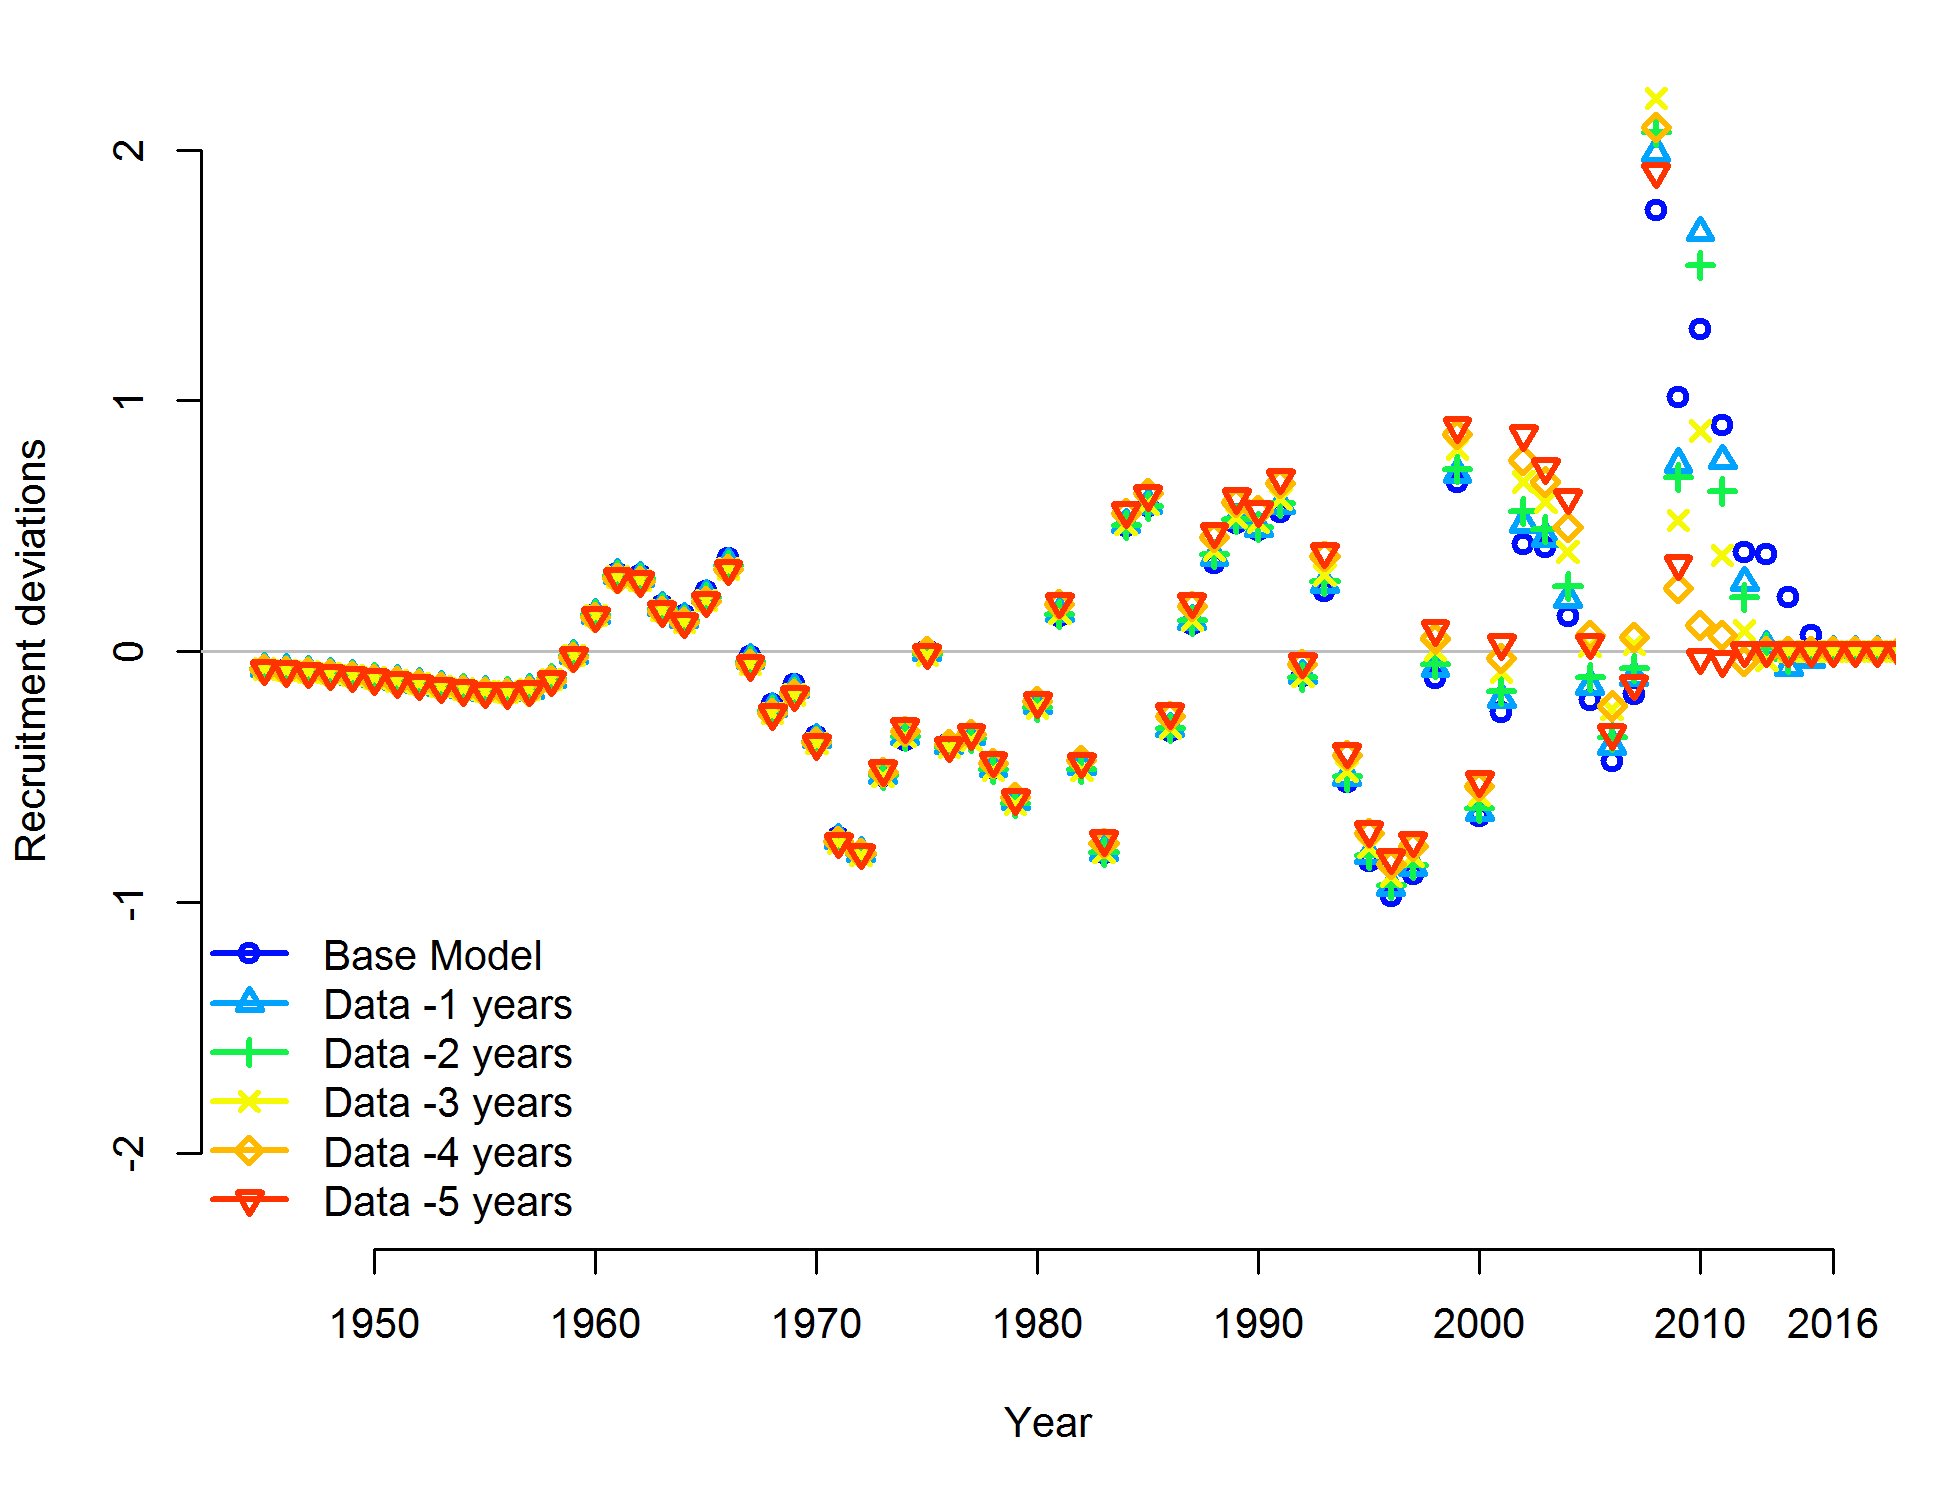 Recruitment deviations
2
1
0
-1
-2
Base Model
Data -1 years
Data -2 years
Data -3 years
Data -4 years
Data -5 years
1950 1960 1970 1980 1990 2000 2010 2016
Year